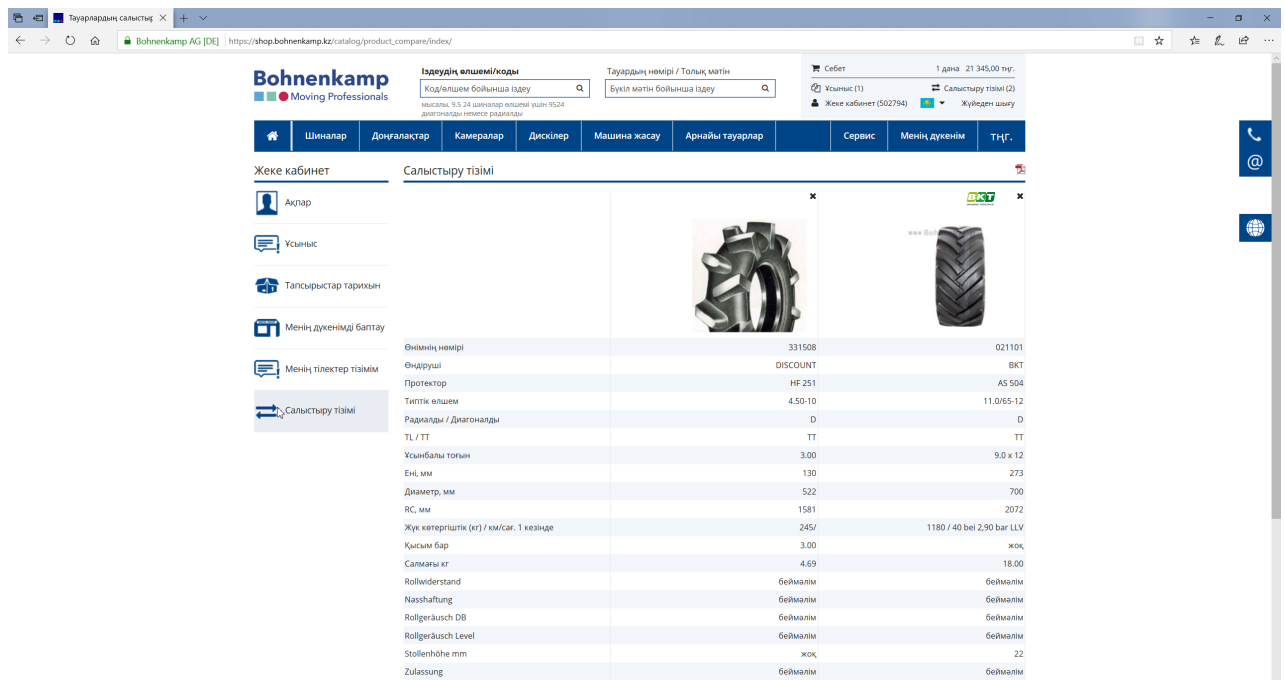 Тауарлардың салыстыр
Bohnenkamp AG [DE]
https://shop.bohnenkamp.kz/catalog/product_compare/index/
Bohnenkamp
Moving Professionals
Іздеудің өлшемі/коды
Код/өлшем бойынша іздеу
мысалы, 9.5 24 шиналар өлшемі үшін 9524
диагоналды немесе радиалды
Тауардың нөмірі / Толық мәтін
Бүкіл мәтін бойынша іздеу
Себет
1 дана 21 345,00 тңг.
Ұсыныс (1)
Салыстыру тізімі (2)
Жеке кабинет (502794)
Жүйеден шығу
Шиналар Доңғалақтар Камералар Дискілер Машина жасау Арнайы тауарлар Сервис Менің дүкенім тңг.
Жеке кабинет
Ақпар
Ұсыныс
Тапсырыстар тарихын
Менің дүкенімді баптау
Менің тілектер тізімім
Салыстыру тізімі
Салыстыру тізімі
BKT
Өнімнің нөмірі 331508 021101
Өндіруші DISCOUNT BKT
Протектор HF 251 AS 504
Типтік өлшем 4.50-10 11.0/65-12
Радиалды / Диагоналды D D
TL / TT TT TT
Ұсынбалы тоғын 3.00 9.0 x 12
Ені, мм 130 273
Диаметр, мм 522 700
RC, мм 1581 2072
Жүк көтергіштік (кг) / км/сағ. 1 кезінде 245/ 1180 / 40 bei 2,90 bar LLV
Қысым бар 3.00 жоқ
Салмағы кг 4.69 18.00
Rollwiderstand беймәлім беймәлім
Nasshaftung беймәлім беймәлім
Rollgeräusch DB беймәлім беймәлім
Rollgeräusch Level беймәлім беймәлім
Stollenhöhe mm жоқ 22
Zulassung беймәлім беймәлім